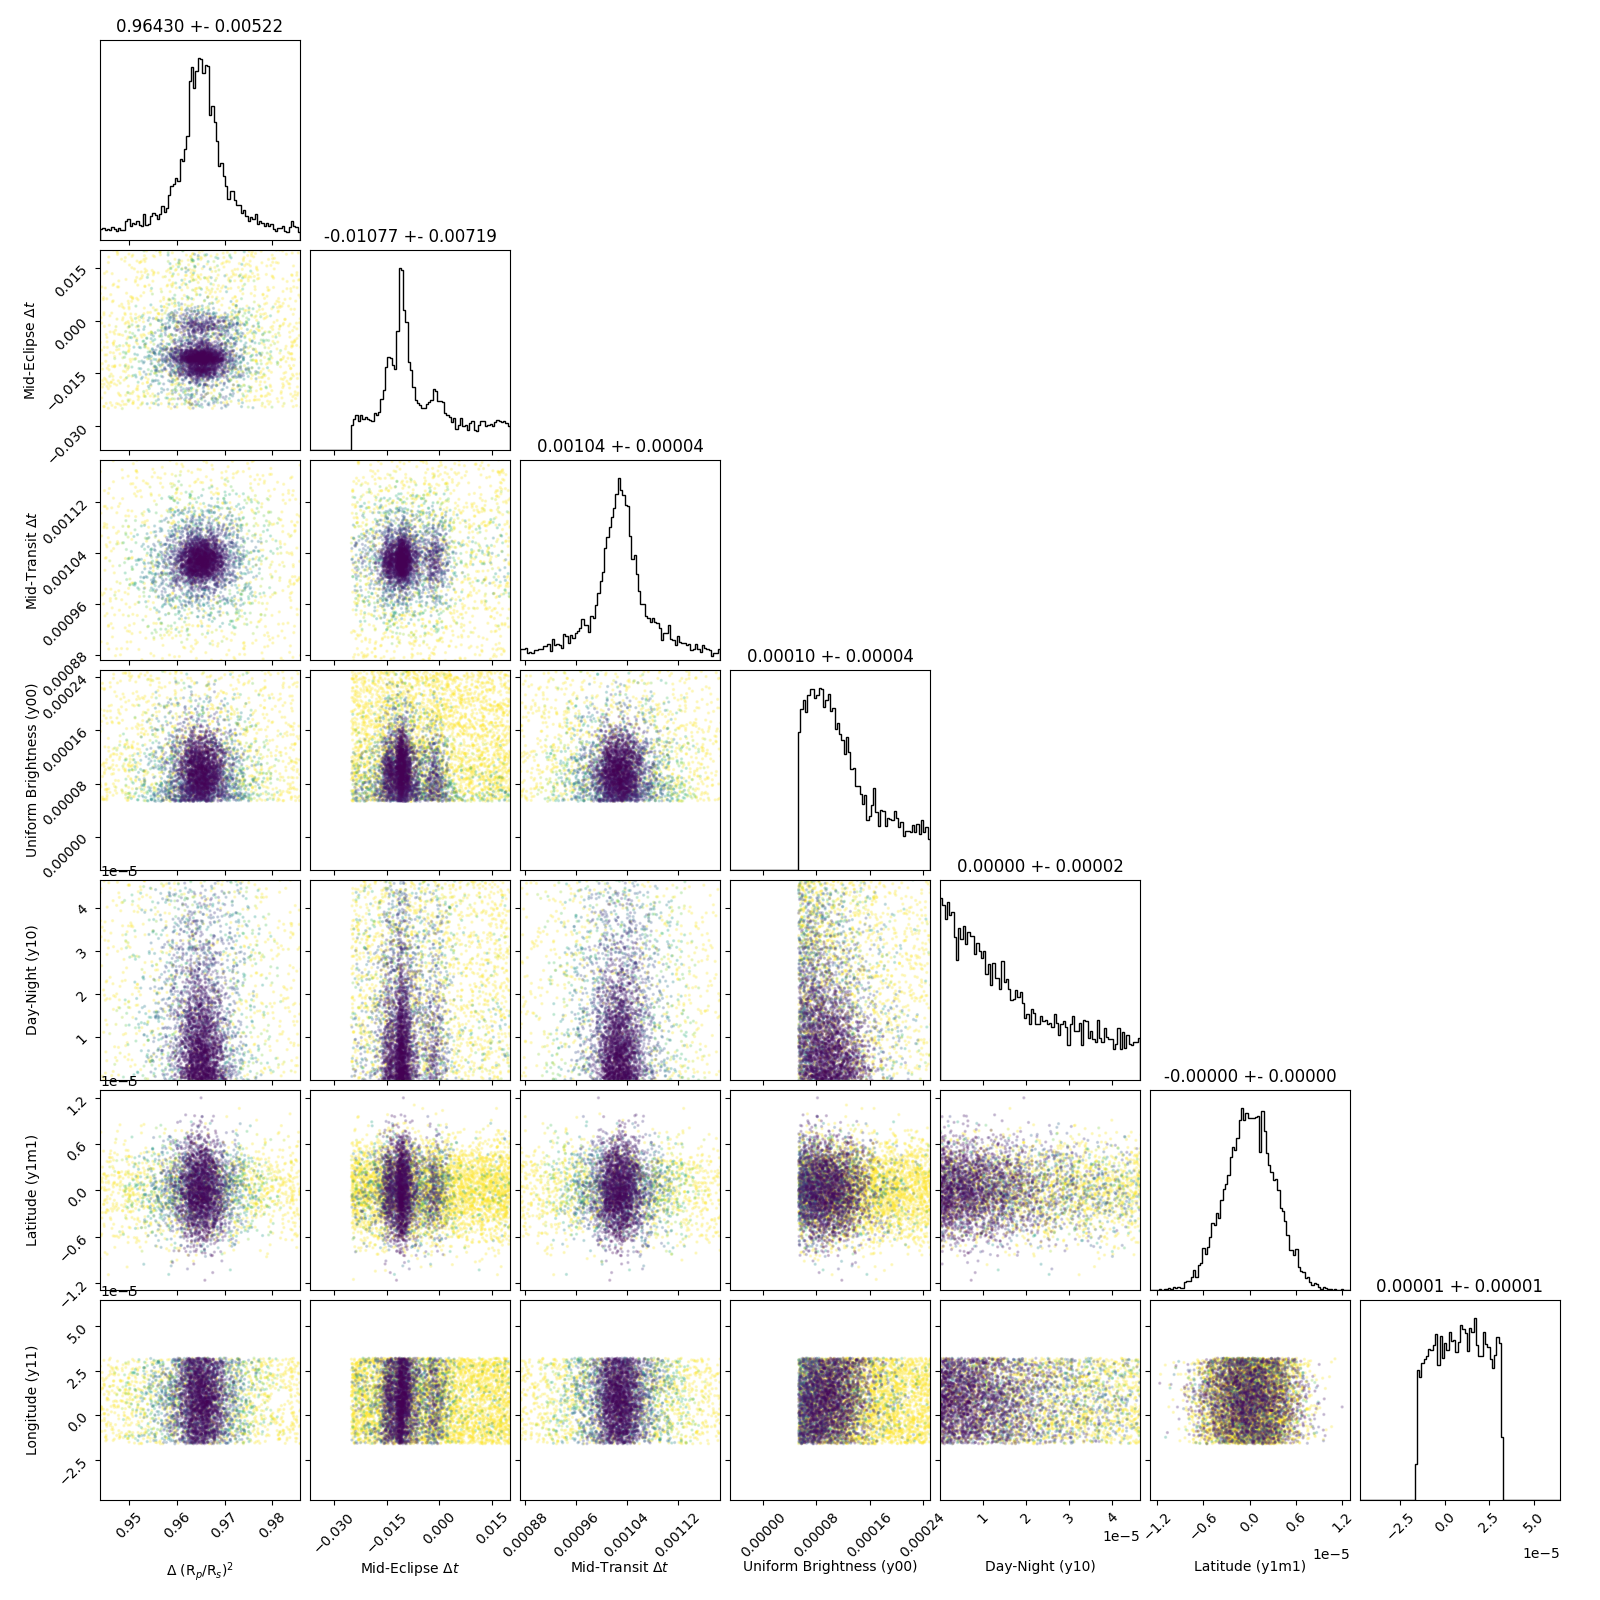 0.96430 +- 0.00522
-0.01077 +- 0.00719
0.015
0.000
−0.015
−0.030
Mid-Eclipse Δt
0.00104 +- 0.00004
0.00112
0.00104
0.00096
0.00088
Mid-Transit Δt
0.00010 +- 0.00004
0.00024
0.00016
0.00008
0.00000
Uniform Brightness (y00)
0.00000 +- 0.00002
1e−5
4
3
2
1
Day-Night (y10)
-0.00000 +- 0.00000
1e−5
1.2
0.6
0.0
−0.6
−1.2
Latitude (y1m1)
0.00001 +- 0.00001
1e−5
5.0
2.5
0.0
−2.5
Longitude (y11)
0.95 0.96 0.97 0.98
−0.030 −0.015 0.000 0.015
0.00088 0.00096 0.00104 0.00112
0.00000 0.00008 0.00016 0.00024
1 2 3 4
1e−5
−1.2 −0.6 0.0 0.6 1.2
1e−5
−2.5 0.0 2.5 5.0
1e−5
Δ (Rp/Rs)2
Mid-Eclipse Δt
Mid-Transit Δt
Uniform Brightness (y00)
Day-Night (y10)
Latitude (y1m1)